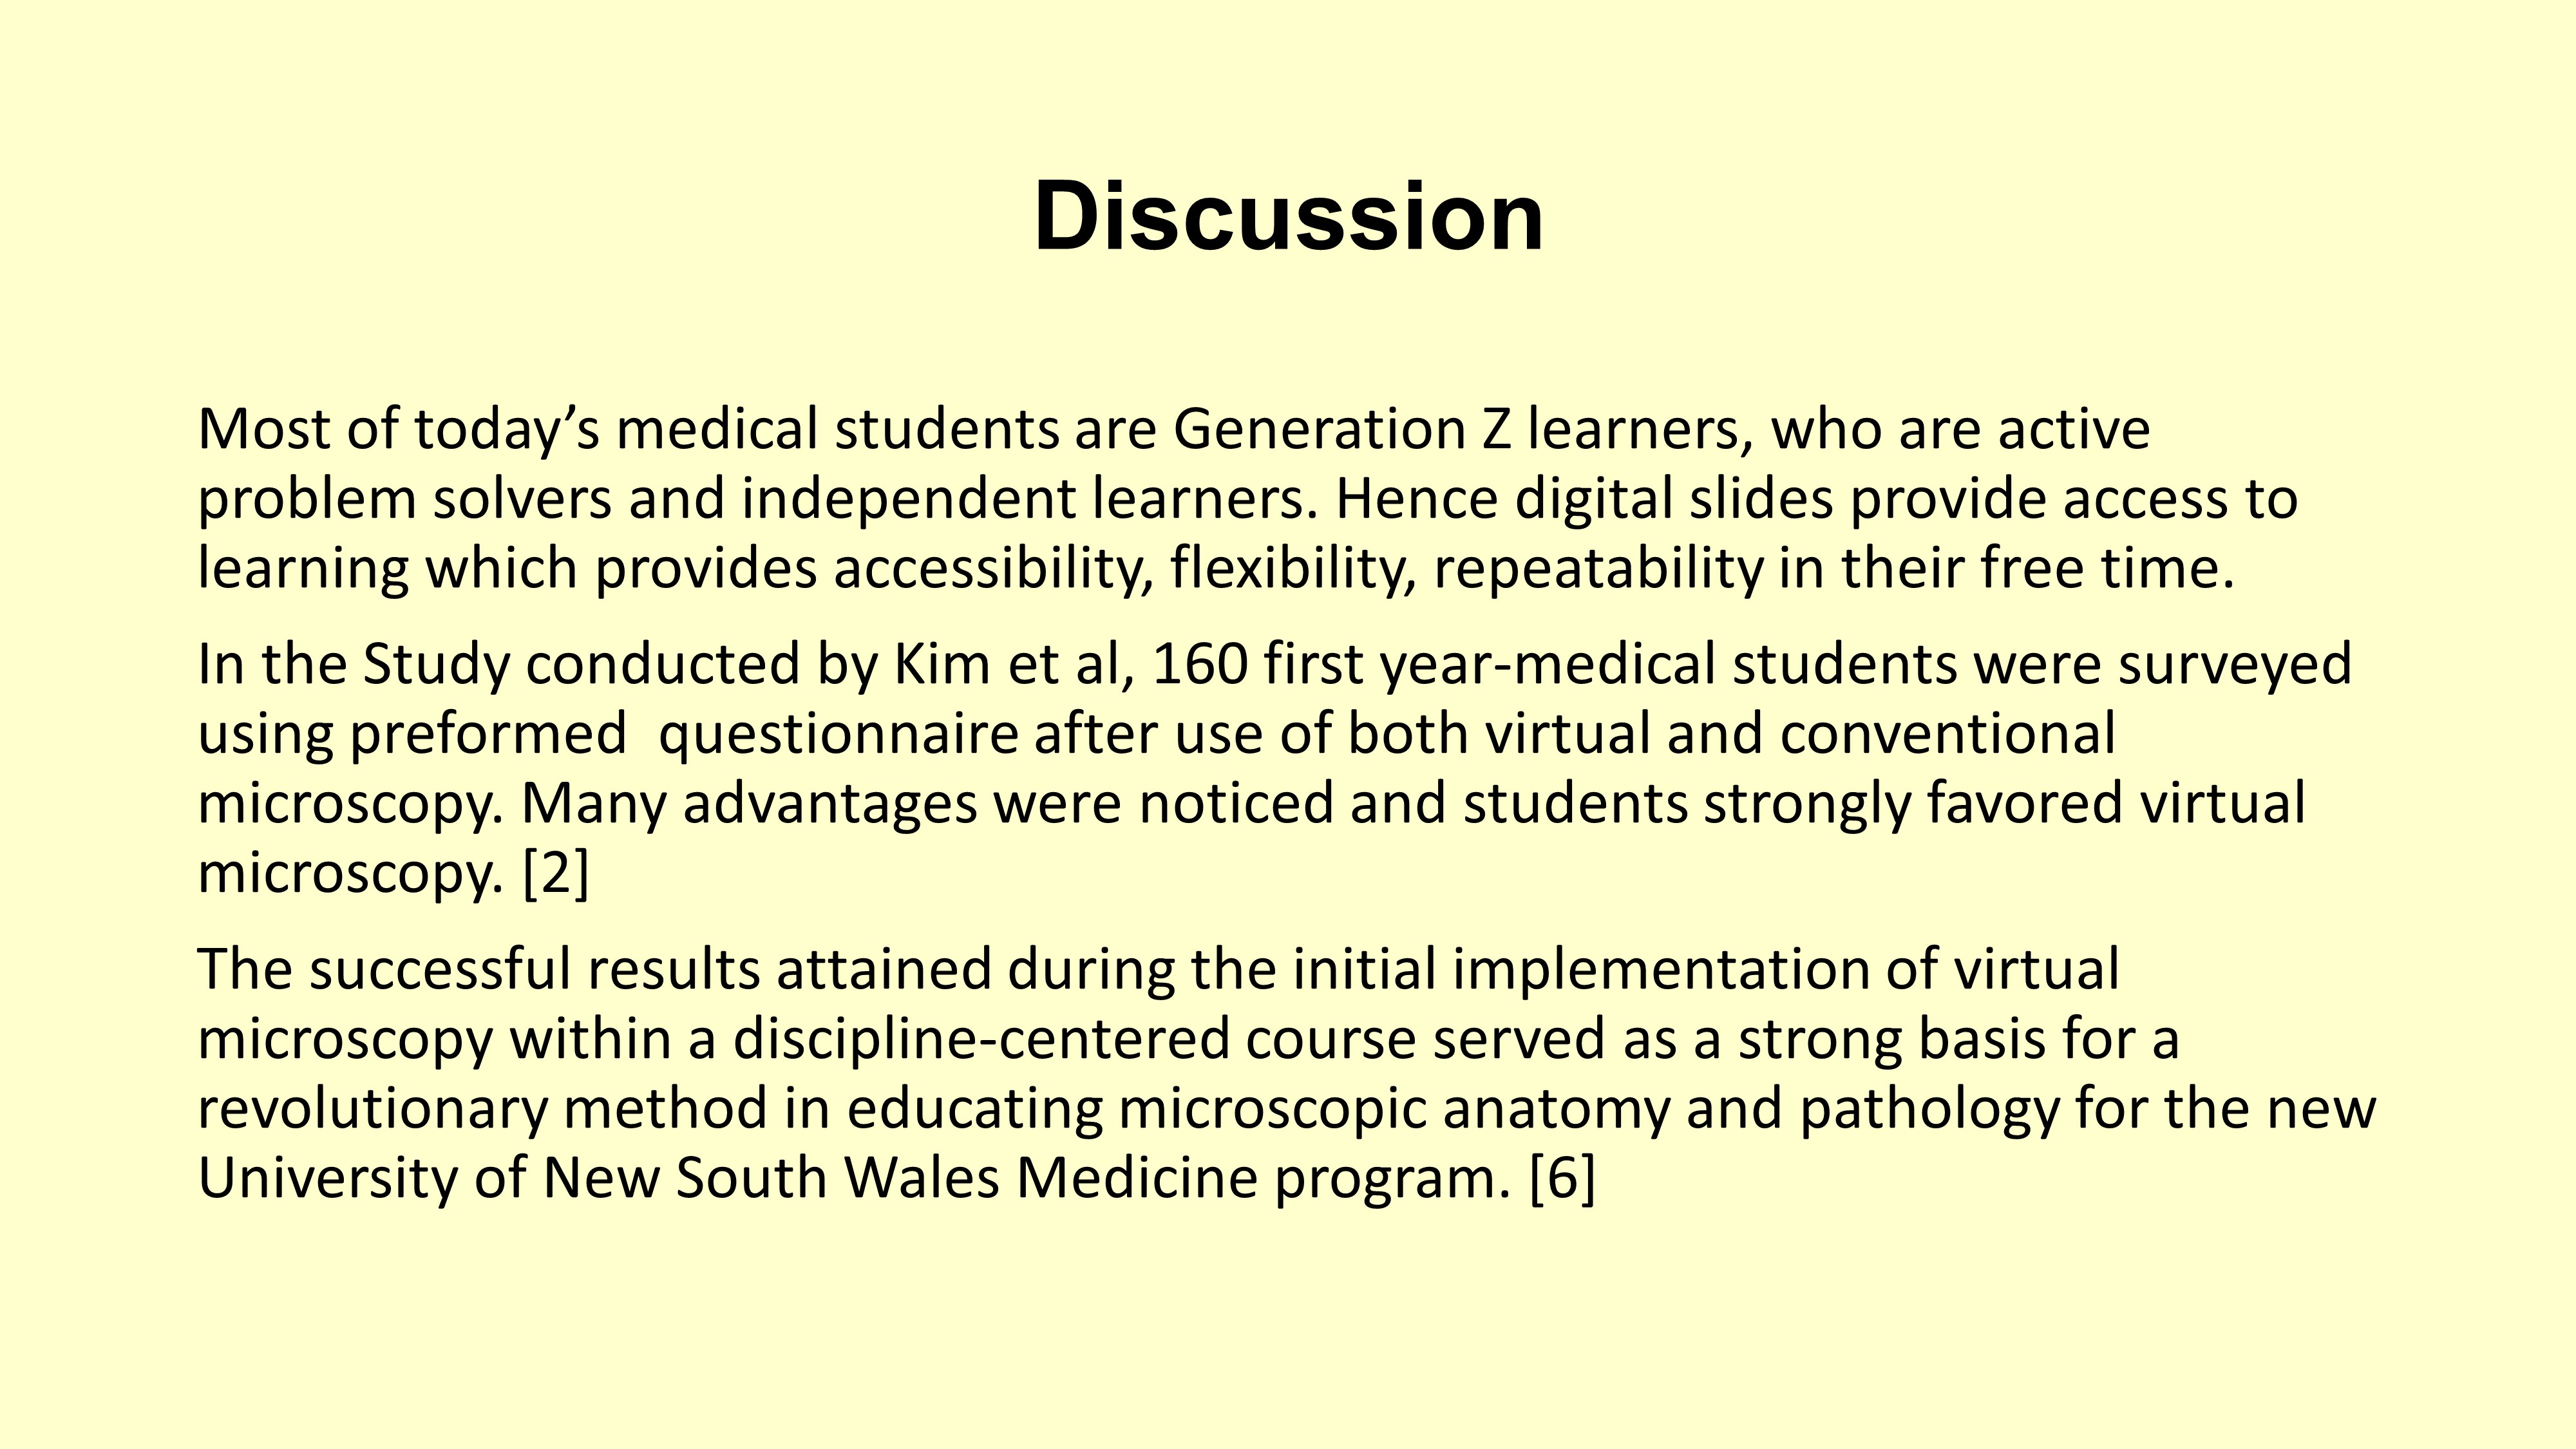 Discussion
Most of today’s medical students are Generation Z learners, who are active
problem solvers and independent learners. Hence digital slides provide access to
learning which provides accessibility, flexibility, repeatability in their free time.
In the Study conducted by Kim et al, 160 first year-medical students were surveyed
using preformed  questionnaire after use of both virtual and conventional
microscopy. Many advantages were noticed and students strongly favored virtual
microscopy. [2]
The successful results attained during the initial implementation of virtual
microscopy within a discipline-centered course served as a strong basis for a
revolutionary method in educating microscopic anatomy and pathology for the new
University of New South Wales Medicine program. [6]